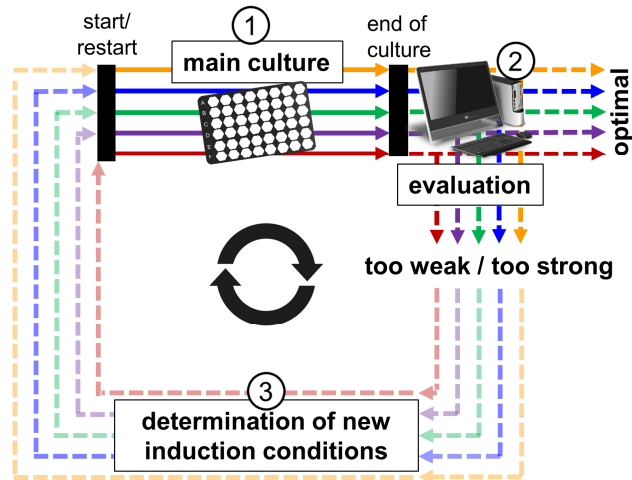 start/
restart
1
main culture
end of
culture
2
optimal
A
B
C
D
E
F
evaluation
too weak / too strong
3
determination of new
induction conditions